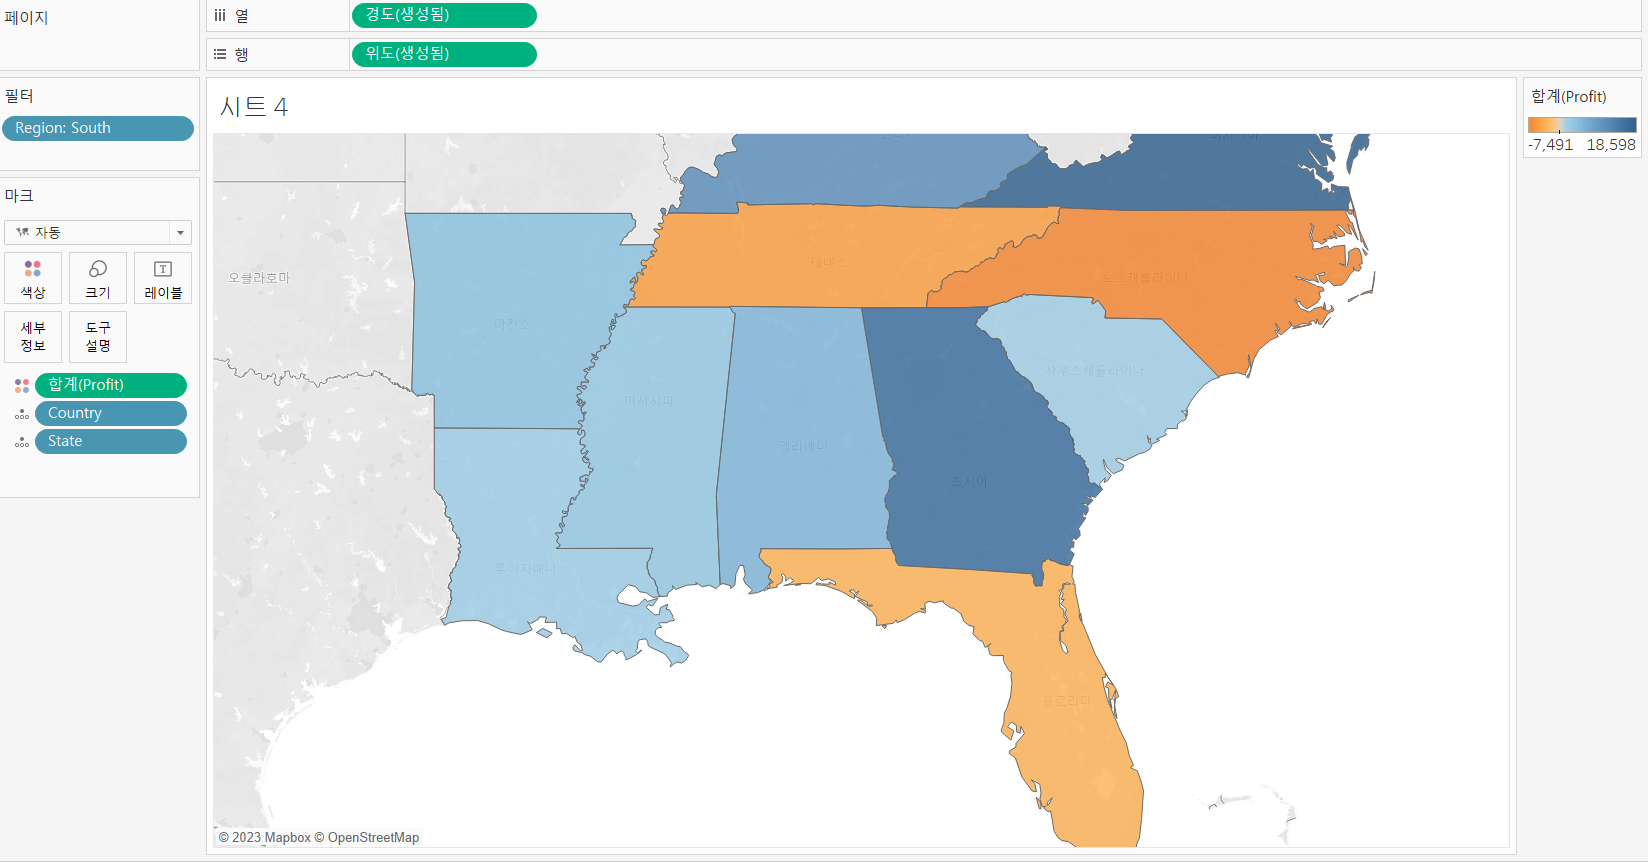 페이지
iii 열
경도(생성됨)
행
위도(생성됨)
필터
Region: South
마크
자동
색상
크기
T
레이블
세부
정보
도구
설명
합계(Profit)
Country
State
시트 4
오클라호마
테네소
노스캐롤라이나
아칸소
사우스캐롤라이나
미시시피
앨라배마
조지아
루이지애나
플로리다
© 2023 Mapbox © OpenStreetMap
합계(Profit)
-7,491
18,598